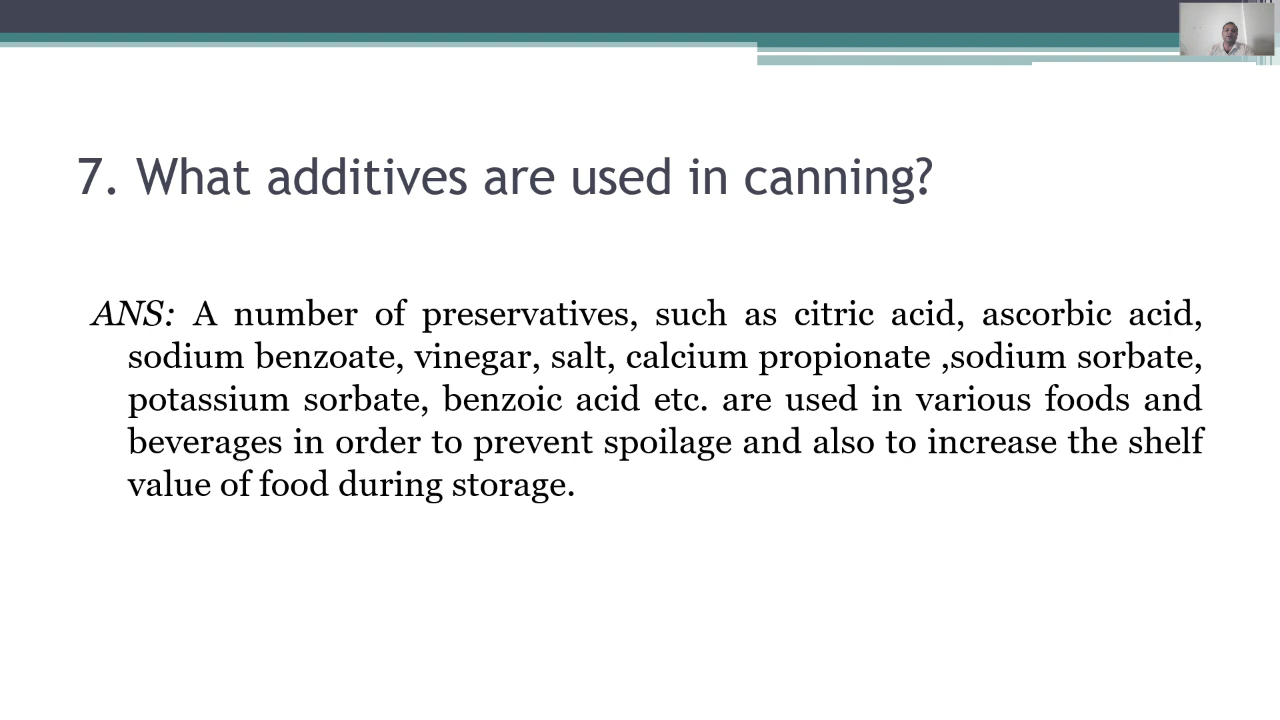 7. What additives are used in canning?
ANS: A number of preservatives, such as citric acid, ascorbic acid,
sodium benzoate, vinegar, salt, calcium propionate ,sodium sorbate,
potassium sorbate, benzoic acid etc. are used in various foods and
beverages in order to prevent spoilage and also to increase the shelf
value of food during storage.